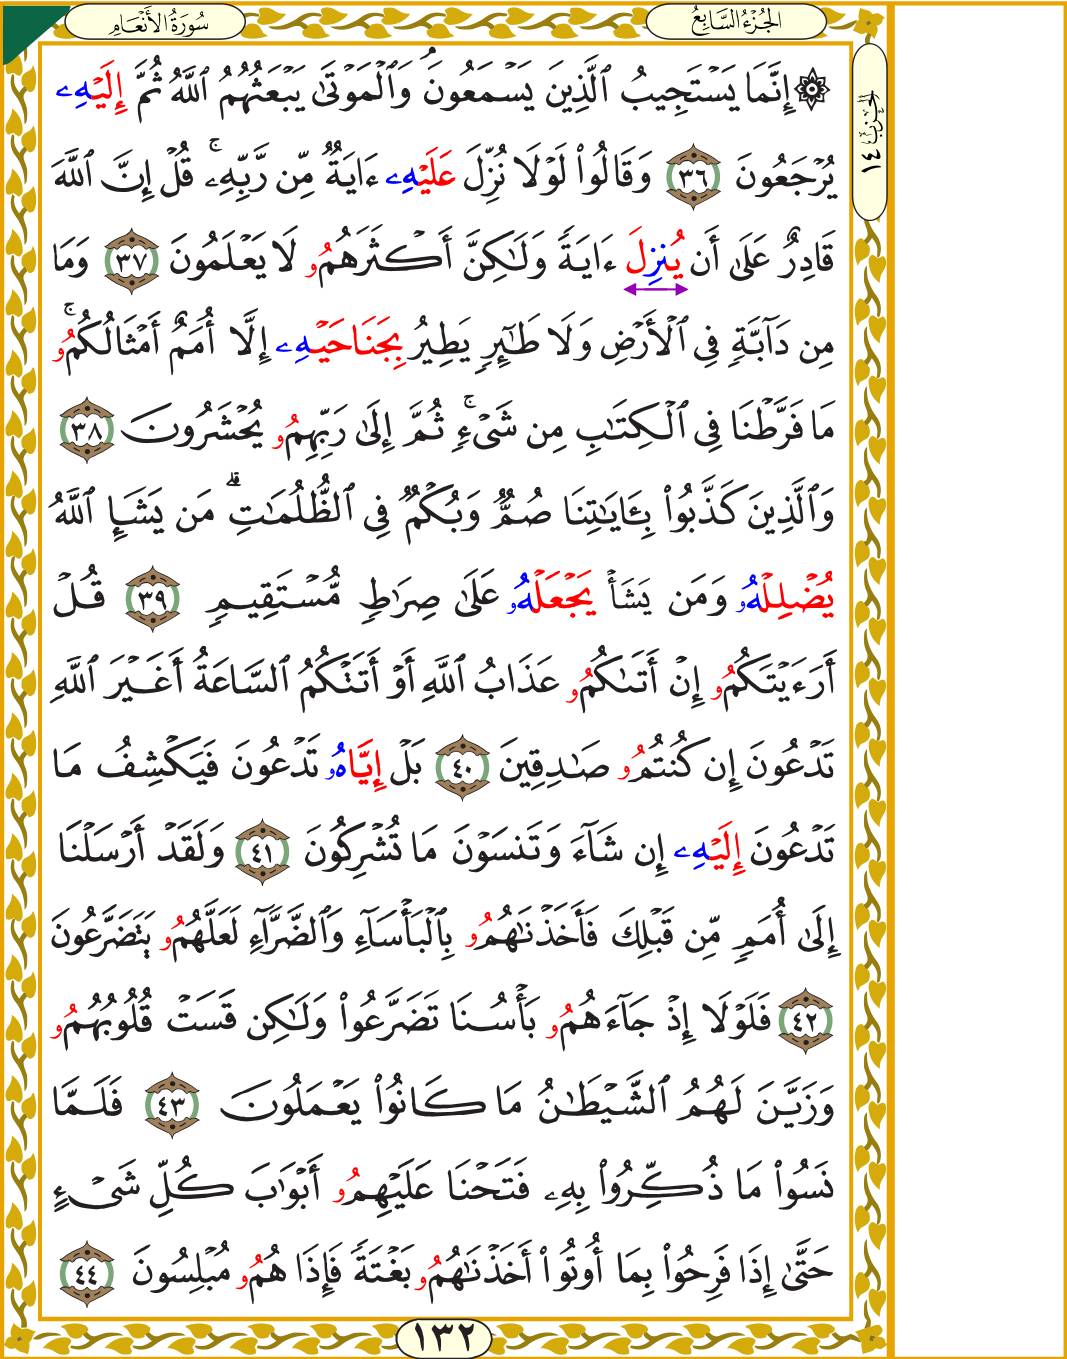 سُورَةُ الأَنْعَامِ
الجُزْءُ السَّابِعُ
الحزب ١٤
۞ إِنَّمَا يَسْتَجِيبُ ٱلَّذِينَ يَسْمَعُونَ ۘ وَٱلْمَوْتَىٰ يَبْعَثُهُمُ ٱللَّهُ ثُمَّ إِلَيْهِۦ
يُرْجَعُونَ ٣٦ وَقَالُوا۟ لَوْلَا نُزِّلَ عَلَيْهِۦ ءَايَةٌ مِّن رَّبِّهِۦ ۚ قُلْ إِنَّ ٱللَّهَ
قَادِرٌ عَلَىٰ أَن يُنزِلَ ءَايَةً وَلَـٰكِنَّ أَكْثَرَهُمُۥ لَا يَعْلَمُونَ ٣٧ وَمَا
مِن دَآبَّةٍ فِى ٱلْأَرْضِ وَلَا طَـٰٓئِرٍ يَطِيرُ بِجَنَاحَيْهِۦ إِلَّآ أُمَمٌ أَمْثَالُكُمُۥ ۚ
مَا فَرَّطْنَا فِى ٱلْكِتَـٰبِ مِن شَىْءٍ ۚ ثُمَّ إِلَىٰ رَبِّهِمُۥ يُحْشَرُونَ ٣٨
وَٱلَّذِينَ كَذَّبُوا۟ بِـَٔايَـٰتِنَا صُمٌّ وَبُكْمٌ فِى ٱلظُّلُمَـٰتِ ۗ مَن يَشَإِ ٱللَّهُ
يُضْلِلْهُۥ وَمَن يَشَأْ يَجْعَلْهُۥ عَلَىٰ صِرَٰطٍ مُّسْتَقِيمٍ ٣٩ قُلْ
أَرَءَيْتَكُمُۥ إِنْ أَتَىٰكُمُۥ عَذَابُ ٱللَّهِ أَوْ أَتَتْكُمُ ٱلسَّاعَةُ أَغَيْرَ ٱللَّهِ
تَدْعُونَ إِن كُنتُمُۥ صَـٰدِقِينَ ٤٠ بَلْ إِيَّاهُۥ تَدْعُونَ فَيَكْشِفُ مَا
تَدْعُونَ إِلَيْهِۦ إِن شَآءَ وَتَنسَوْنَ مَا تُشْرِكُونَ ٤١ وَلَقَدْ أَرْسَلْنَا
إِلَىٰ أُمَمٍ مِّن قَبْلِكَ فَأَخَذْنَـٰهُمُۥ بِٱلْبَأْسَآءِ وَٱلضَّرَّآءِ لَعَلَّهُمُۥ يَتَضَرَّعُونَ
٤٢ فَلَوْلَا إِذْ جَآءَهُمُۥ بَأْسُنَا تَضَرَّعُوا۟ وَلَـٰكِن قَسَتْ قُلُوبُهُمُۥ
وَزَيَّنَ لَهُمُ ٱلشَّيْطَـٰنُ مَا كَانُوا۟ يَعْمَلُونَ ٤٣ فَلَمَّا
نَسُوا۟ مَا ذُكِّرُوا۟ بِهِۦ فَتَحْنَا عَلَيْهِمُۥ أَبْوَٰبَ كُلِّ شَىْءٍ
حَتَّىٰ إِذَا فَرِحُوا۟ بِمَا أُوتُوا۟ أَخَذْنَـٰهُمُۥ بَغْتَةً فَإِذَا هُمُۥ مُبْلِسُونَ ٤٤
١٣٢